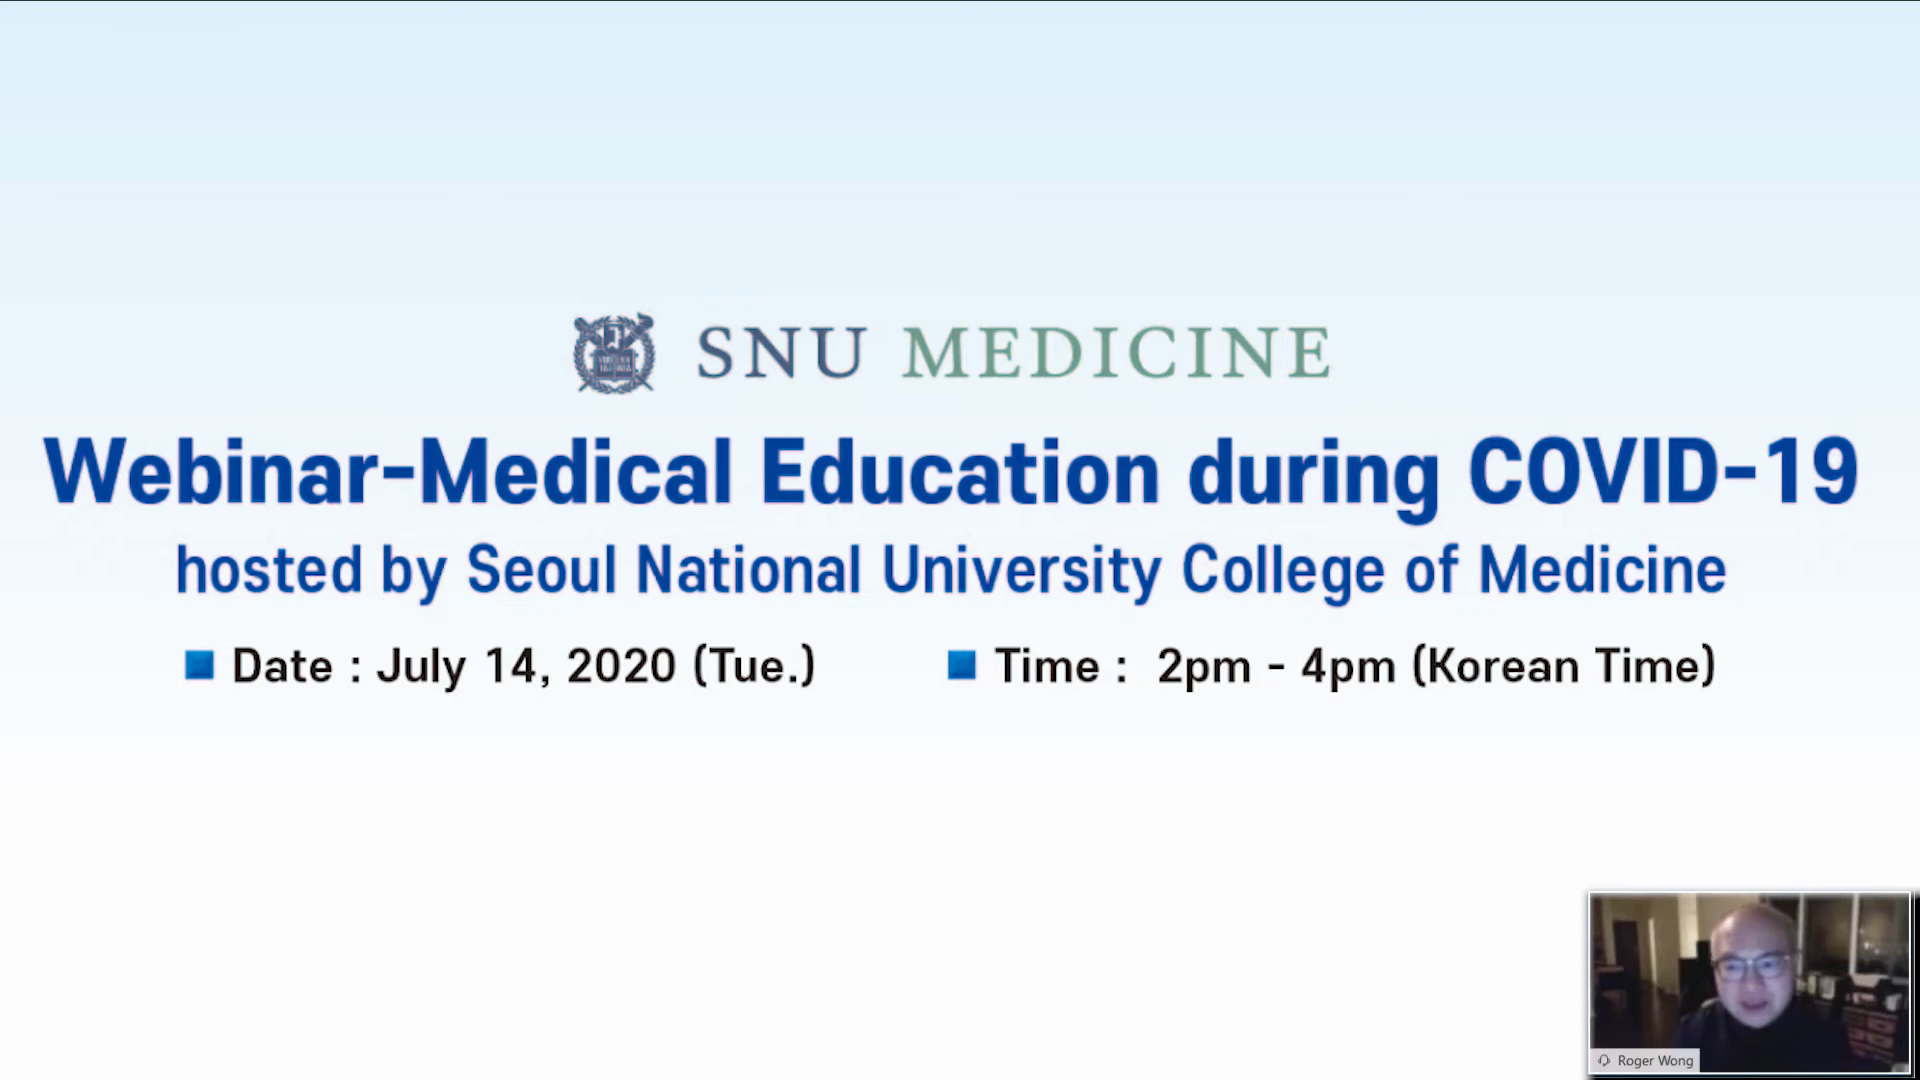 SNU MEDICINE
Webinar-Medical Education during COVID-19
hosted by Seoul National University College of Medicine
Date : July 14, 2020 (Tue.)
Time : 2pm - 4pm (Korean Time)
Roger Wong